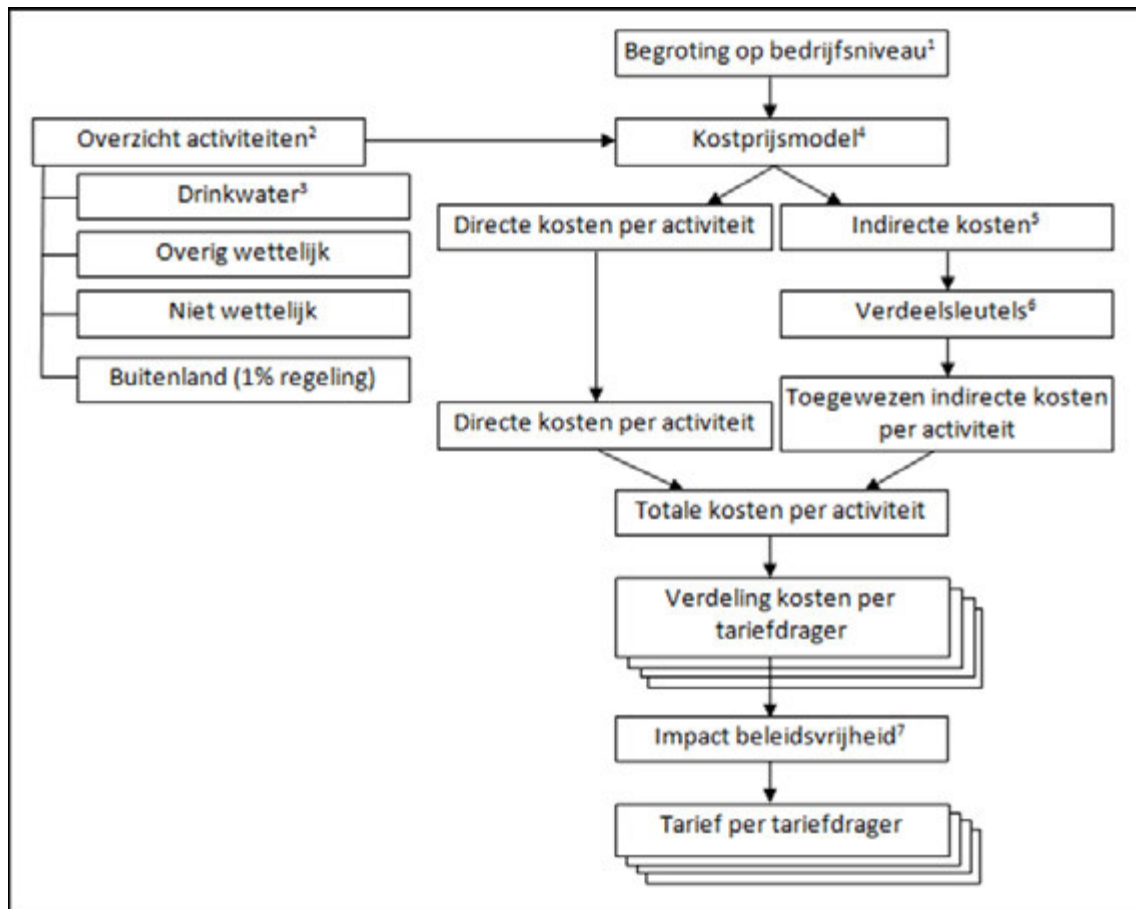 Begroting op bedrijfsniveau¹
Overzicht activiteiten²
Kostprijsmodel⁴
Drinkwater³
Overig wettelijk
Niet wettelijk
Buitenland (1% regeling)
Directe kosten per activiteit
Indirecte kosten⁵
Verdeelsleutels⁶
Directe kosten per activiteit
Toegewezen indirecte kosten
per activiteit
Totale kosten per activiteit
Verdeling kosten per
tariefdrager
Impact beleidsvrijheid⁷
Tarief per tariefdrager